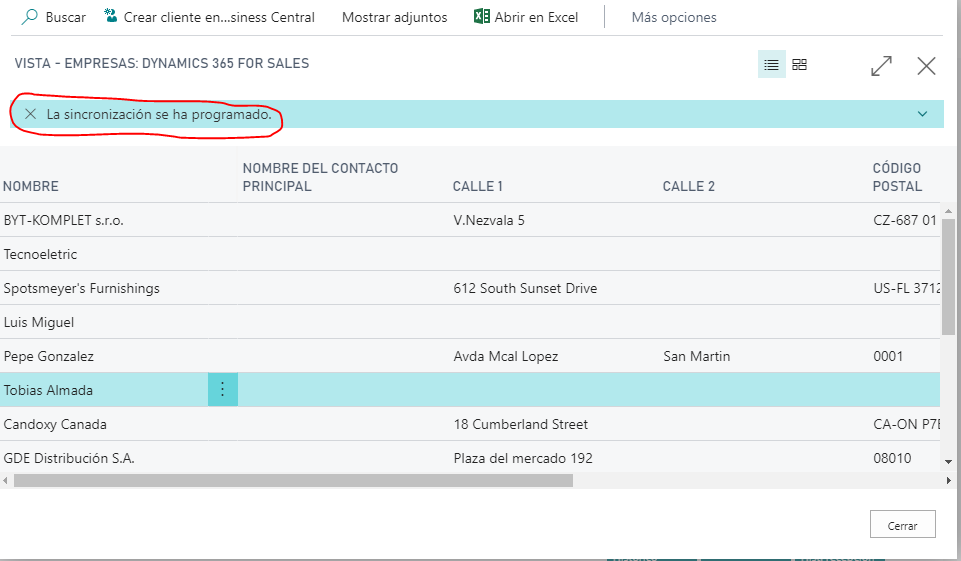 Buscar Crear cliente en...siness Central Mostrar adjuntos Abrir en Excel Más opciones
VISTA - EMPRESAS: DYNAMICS 365 FOR SALES
La sincronización se ha programado.
NOMBRE NOMBRE DEL CONTACTO PRINCIPAL CALLE 1 CALLE 2 CÓDIGO POSTAL
BYT-KOMPLET s.r.o. V.Nezvala 5 CZ-687 01
Tecnoeletric
Spotsmeyer's Furnishings 612 South Sunset Drive US-FL 3712
Luis Miguel
Pepe Gonzalez Avda Mcal Lopez San Martin 0001
Tobias Almada
Candoxy Canada 18 Cumberland Street CA-ON P7B
GDE Distribución S.A. Plaza del mercado 192 08010
Cerrar